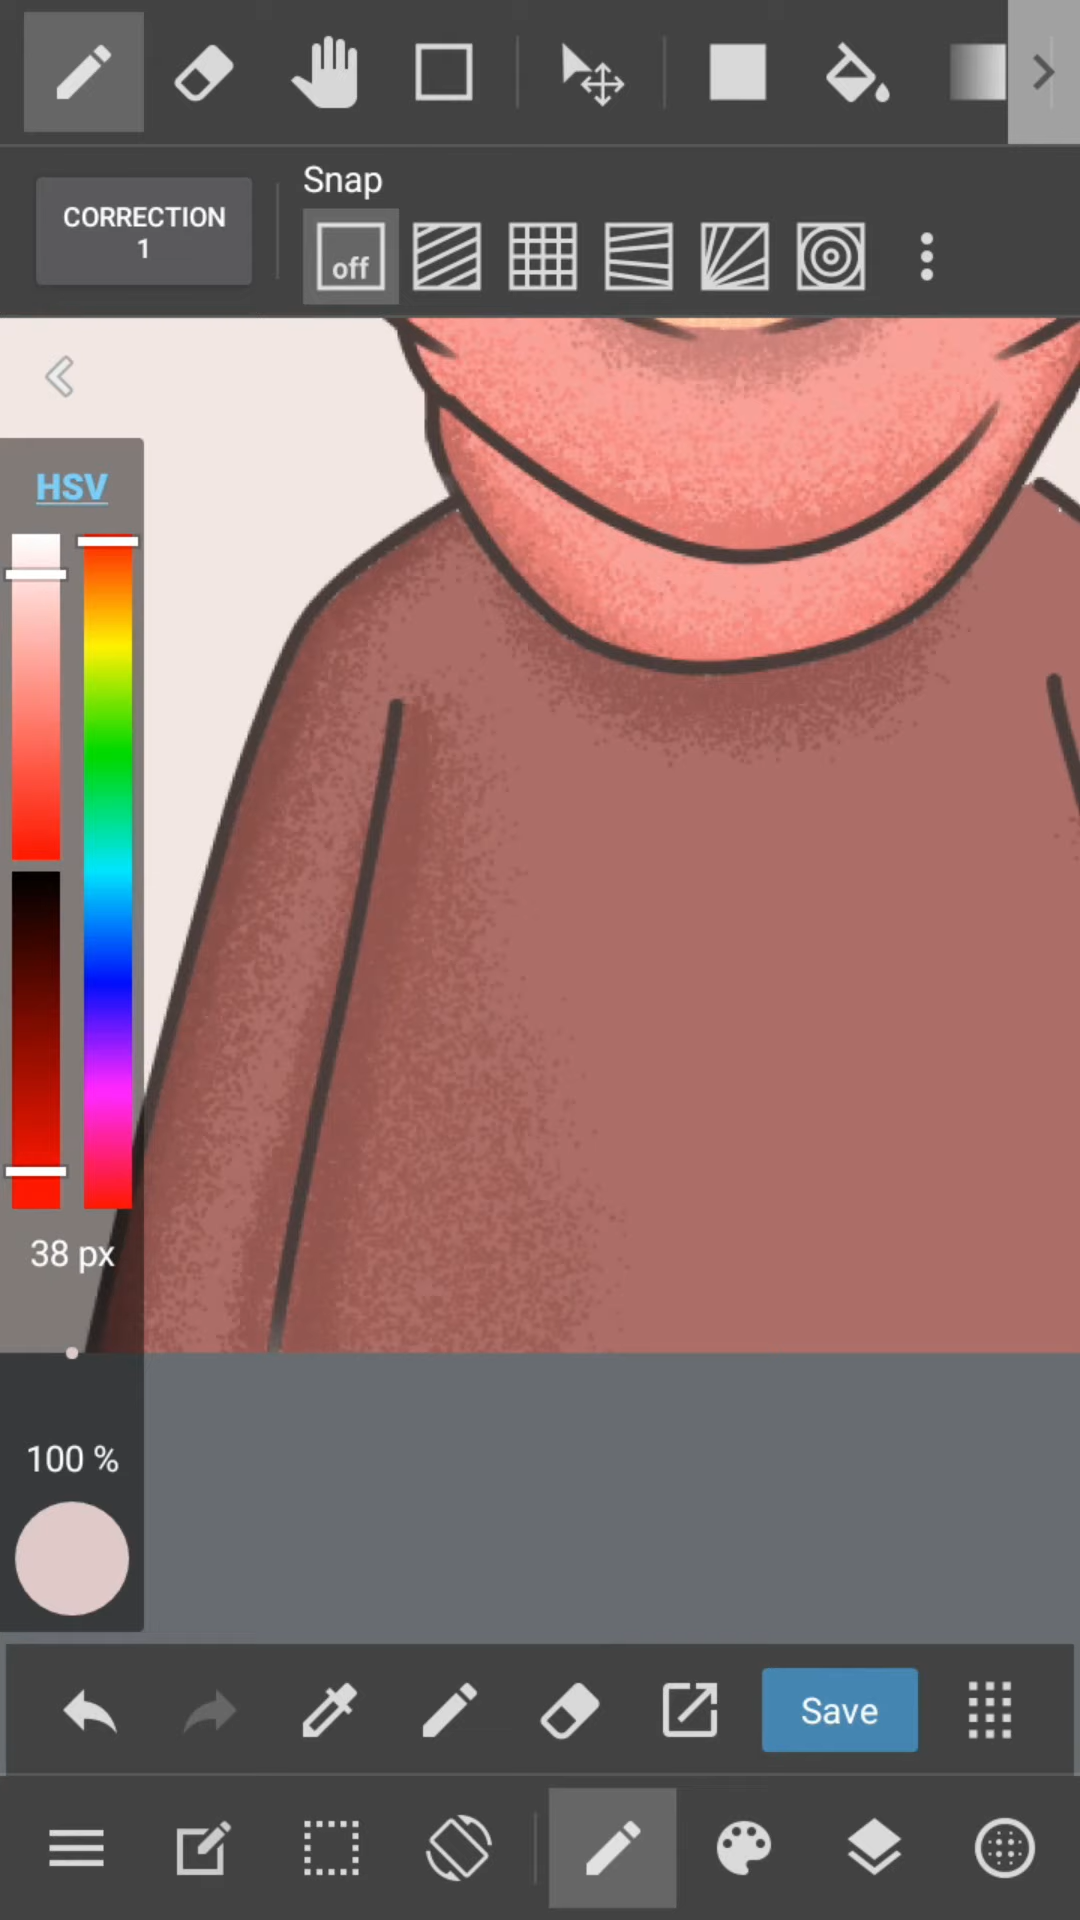 Snap
CORRECTION
1
off
HSV
38 px
100 %
Save